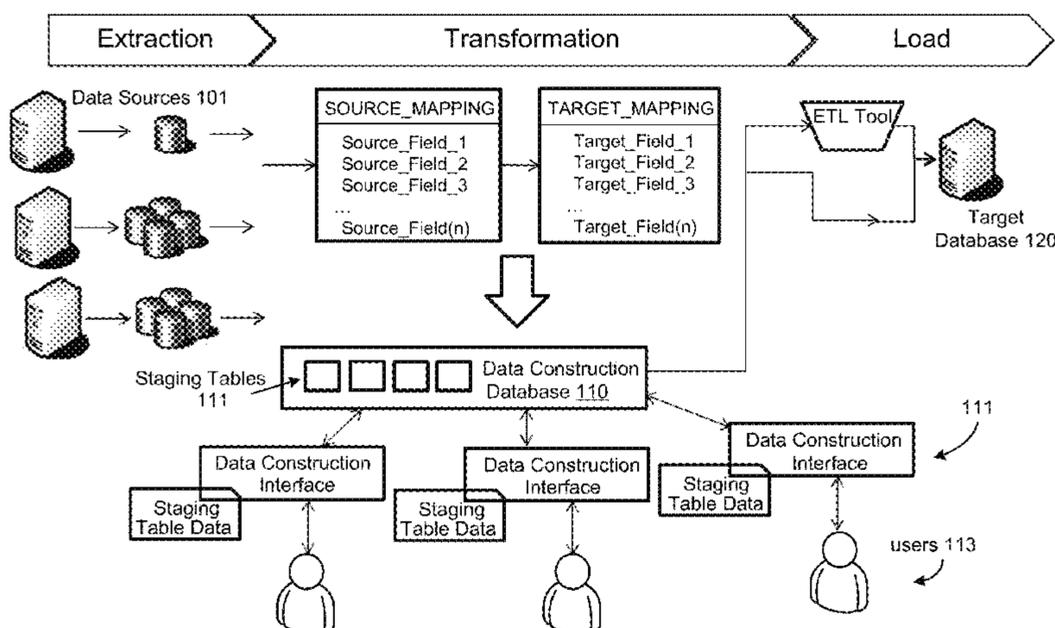 Extraction
Transformation
Load
Data Sources 101
SOURCE_MAPPING
Source_Field_1
Source_Field_2
Source_Field_3
...
Source_Field(n)
TARGET_MAPPING
Target_Field_1
Target_Field_2
Target_Field_3
...
Target_Field(n)
ETL Tool
Target
Database 120
Staging Tables
111
Data Construction
Database 110
111
Data Construction
Interface
Staging
Table Data
Data Construction
Interface
Staging
Table Data
Data Construction
Interface
Staging
Table Data
users 113